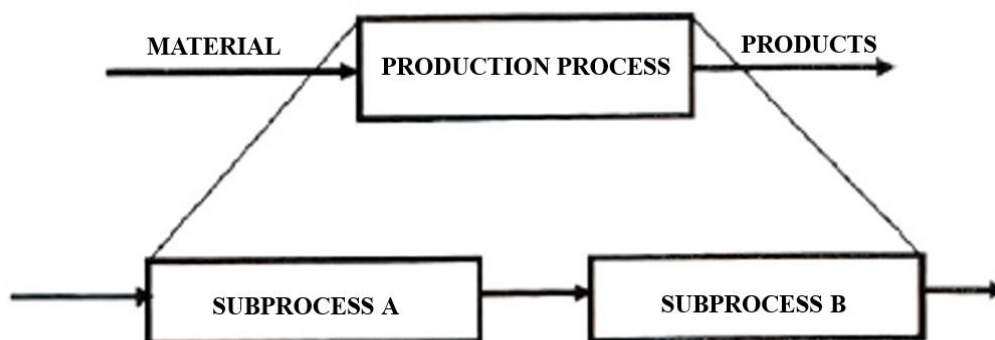 MATERIAL
PRODUCTION PROCESS
PRODUCTS
SUBPROCESS A
SUBPROCESS B